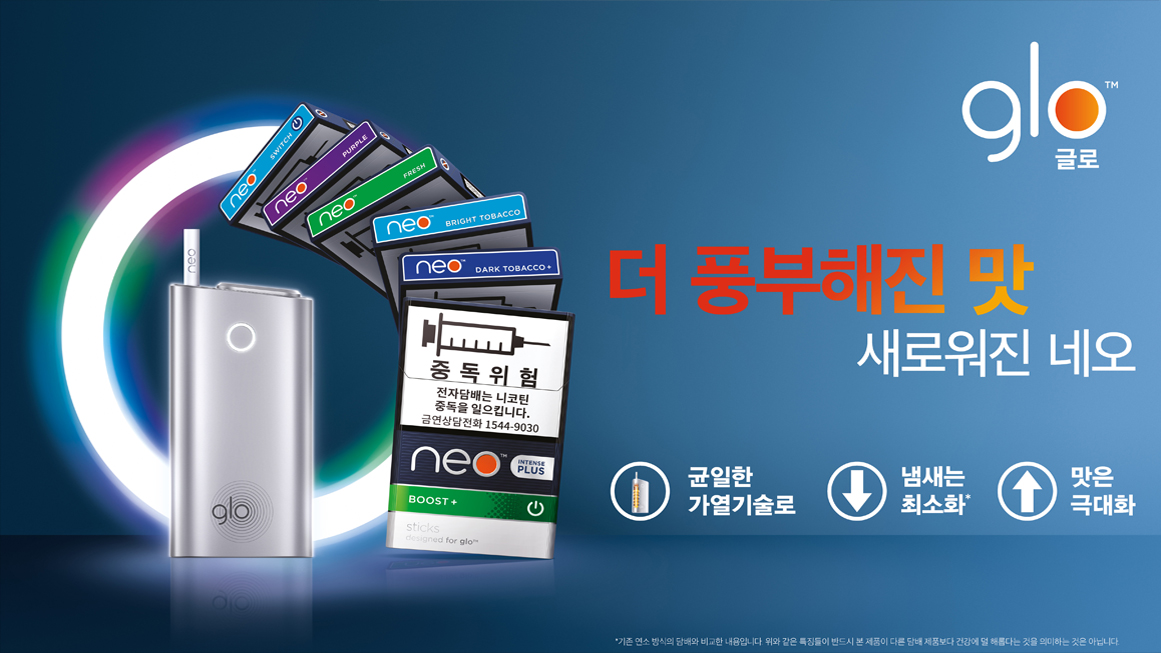 glo™
글로
SWITCH
neo™
PURPLE
neo™
FRESH
neo™
BRIGHT TOBACCO
neo™
DARK TOBACCO+
neo™
더 풍부해진 맛
새로워진 네오
neo
중독위험
전자담배는 니코틴
중독을 일으킵니다.
금연상담전화 1544-9030
neo™ INTENSE PLUS
BOOST+
sticks
designed for glo™
glo
균일한
가열기술로
냄새는
최소화*
맛은
극대화
*기존 연소 방식의 담배와 비교한 내용입니다. 위와 같은 특징들이 반드시 본 제품이 다른 담배 제품보다 건강에 덜 해롭다는 것을 의미하는 것은 아닙니다.